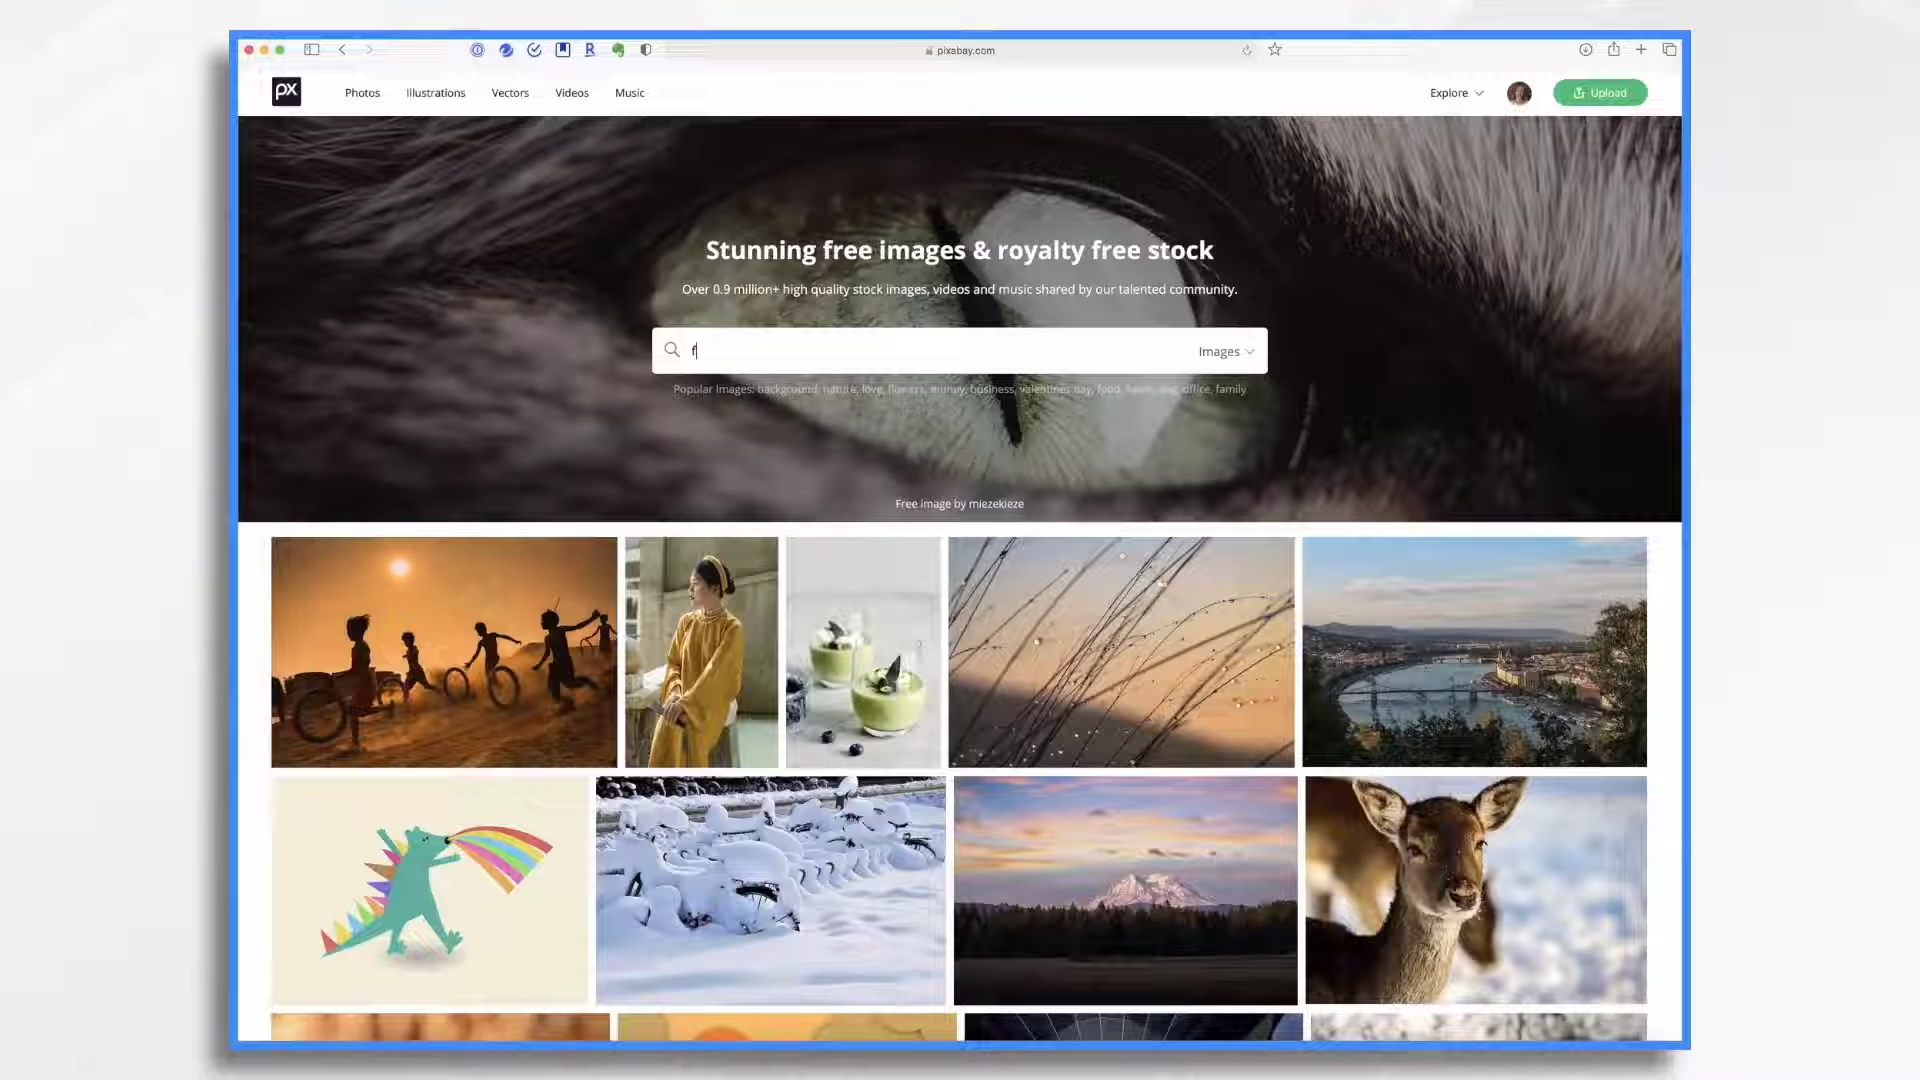 pixabay.com
px
Photos Illustrations Vectors Videos Music
Explore
Upload
Stunning free images & royalty free stock
Over 0.9 million+ high quality stock images, videos and music shared by our talented community.
f
Images
Popular Images: background, nature, love, flowers, money, business, valentines day, food, dog, office, family
Free image by miezekieze